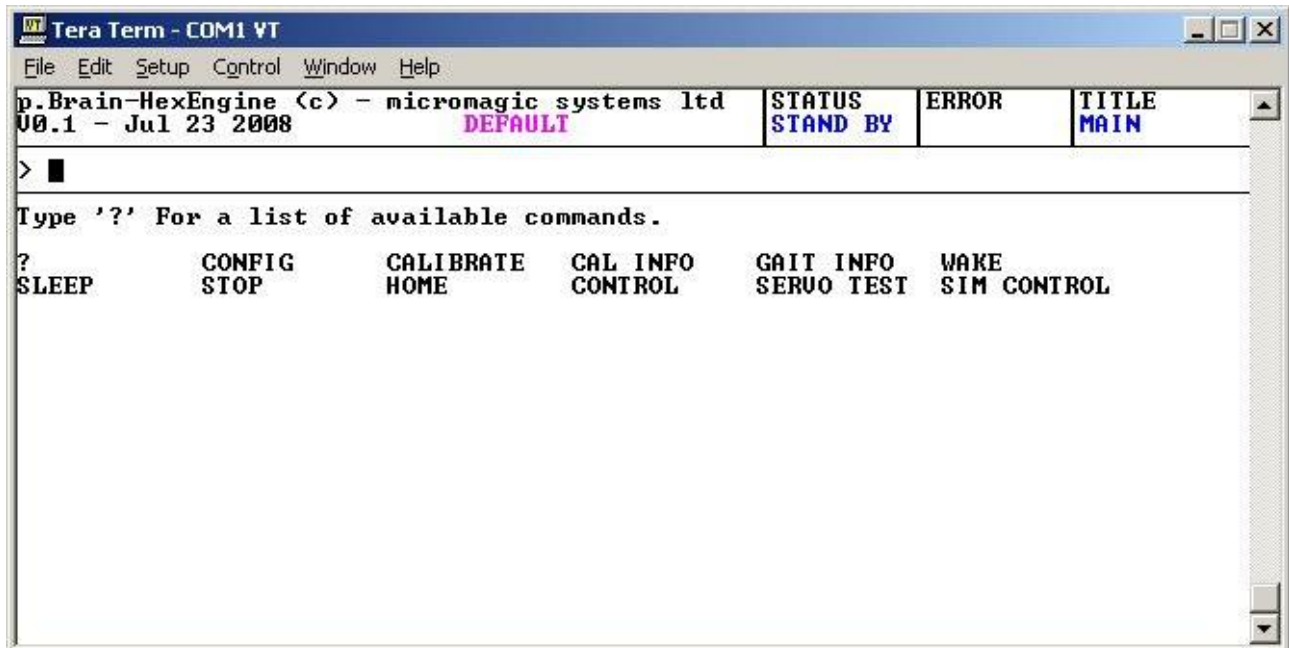 Tera Term - COM1 VT
File Edit Setup Control Window Help
p.Brain-HexEngine (c) - micromagic systems ltd STATUS ERROR TITLE
V0.1 - Jul 23 2008 DEFAULT STAND BY MAIN
>
Type '?' For a list of available commands.
? CONFIG CALIBRATE CAL INFO GAIT INFO WAKE
SLEEP STOP HOME CONTROL SERVO TEST SIM CONTROL